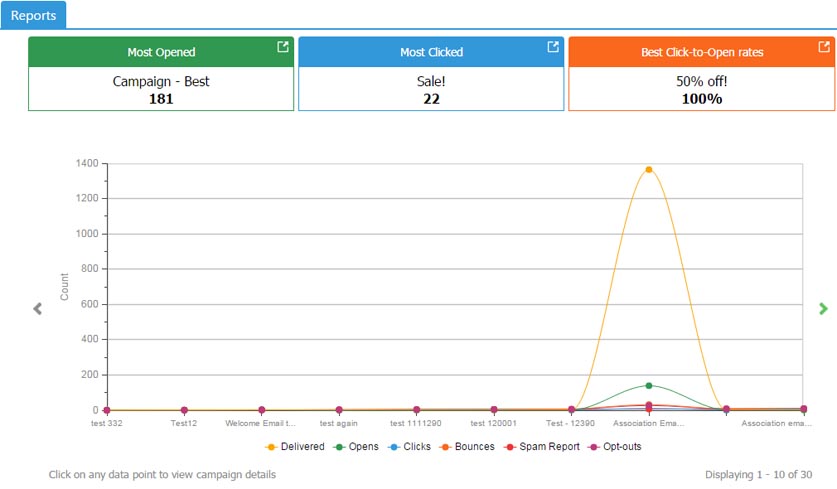 Reports
Most Opened
Campaign - Best
181
Most Clicked
Sale!
22
Best Click-to-Open rates
50% off!
100%
Count
1400
1200
1000
800
600
400
200
0
test 332 Test12 Welcome Email t... test again test 1111290 test 120001 Test - 12390 Association Ema... Association ema...
Delivered Opens Clicks Bounces Spam Report Opt-outs
Click on any data point to view campaign details Displaying 1 - 10 of 30